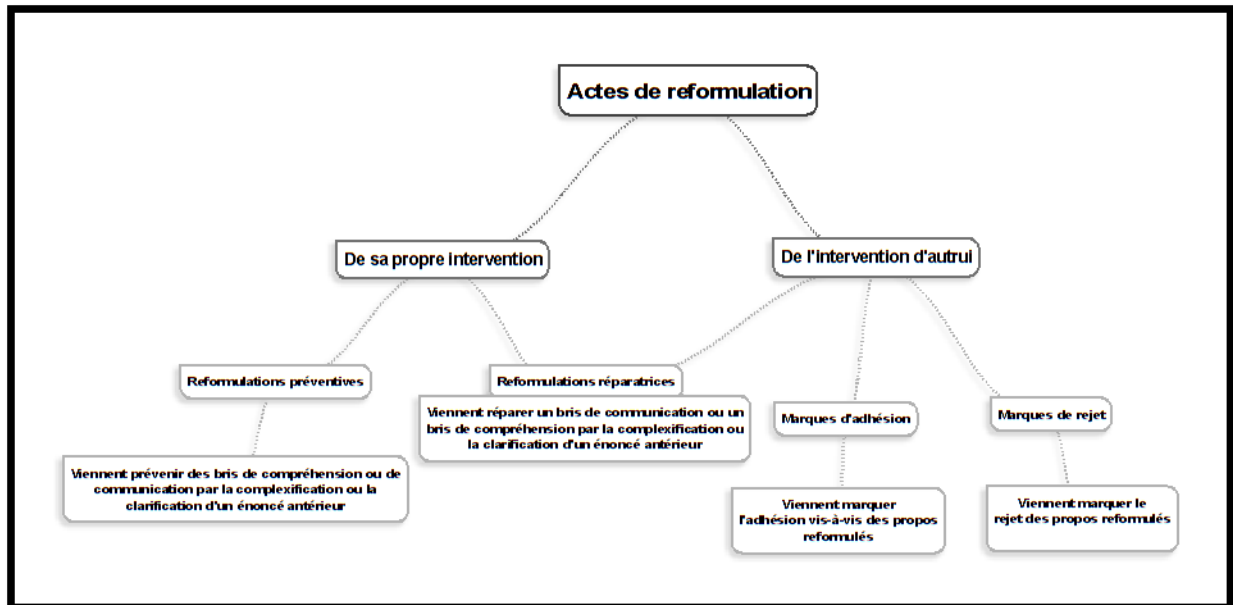 Actes de reformulation
De sa propre intervention
De l'intervention d'autrui
Reformulations préventives
Reformulations réparatrices
Viennent réparer un bris de communication ou un
bris de compréhension par la complexification ou
la clarification d'un énoncé antérieur
Marques d'adhésion
Marques de rejet
Viennent prévenir des bris de compréhension ou de
communication par la complexification ou la
clarification d'un énoncé antérieur
Viennent marquer
l'adhésion vis-à-vis des propos
reformulés
Viennent marquer le
rejet des propos reformulés